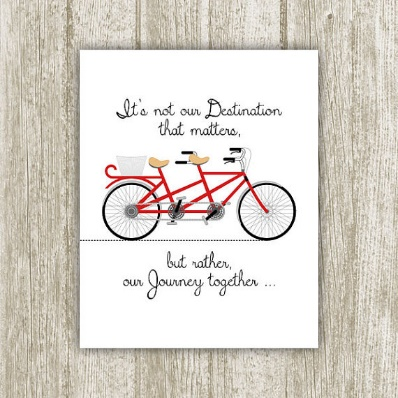 It's not our Destination
that matters,
but rather,
our Journey together ...